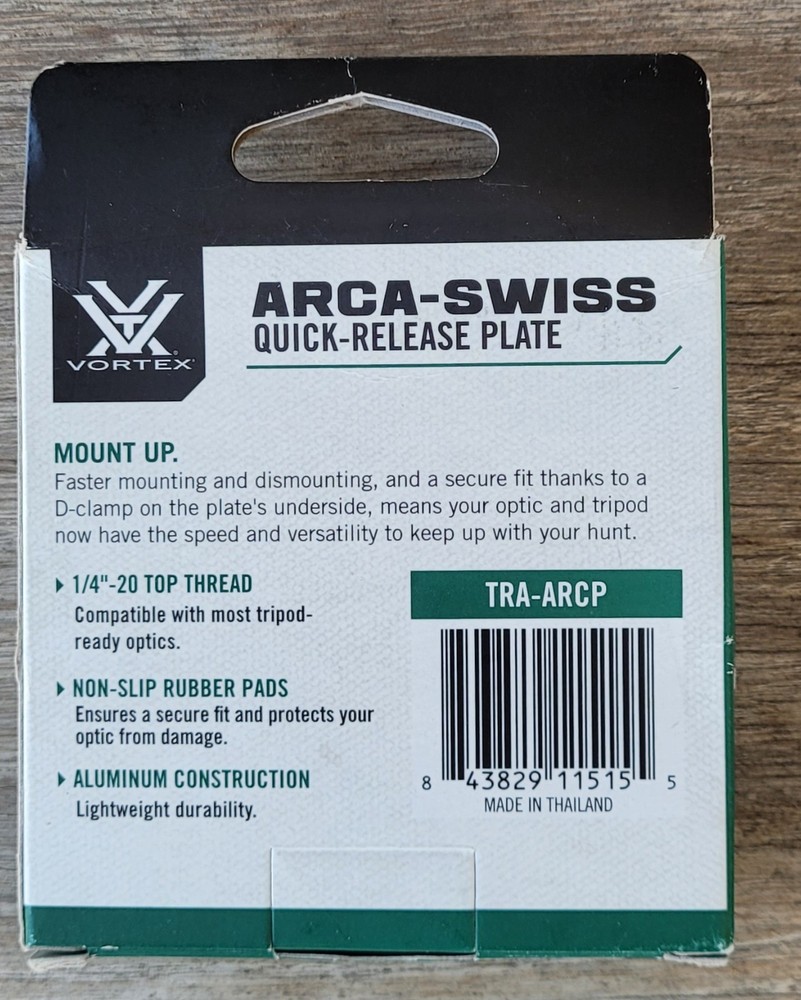 VORTEX
ARCA-SWISS
QUICK-RELEASE PLATE
MOUNT UP.
Faster mounting and dismounting, and a secure fit thanks to a
D-clamp on the plate's underside, means your optic and tripod
now have the speed and versatility to keep up with your hunt.
1/4"-20 TOP THREAD
Compatible with most tripod-
ready optics.
NON-SLIP RUBBER PADS
Ensures a secure fit and protects your
optic from damage.
ALUMINUM CONSTRUCTION
Lightweight durability.
TRA-ARCP
8 43829 11515 5
MADE IN THAILAND